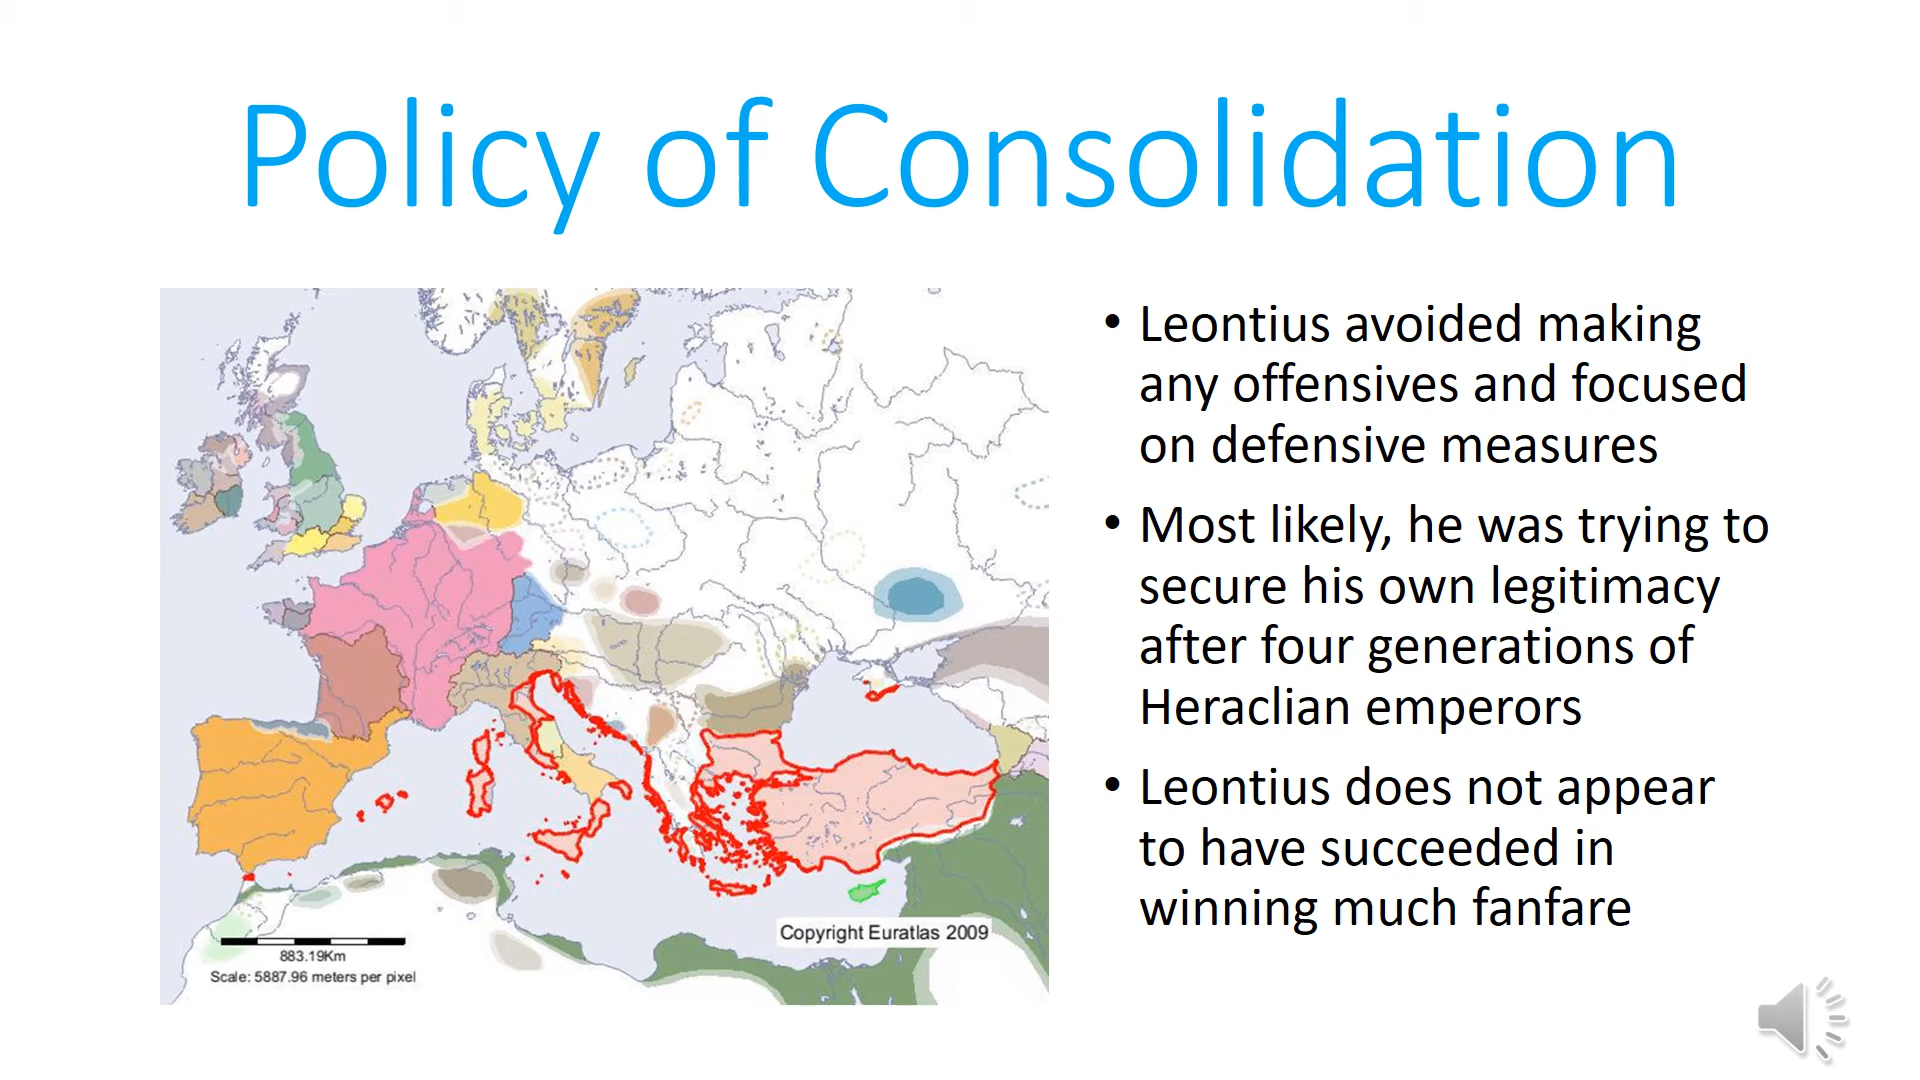 Policy of Consolidation
• Leontius avoided making
any offensives and focused
on defensive measures
• Most likely, he was trying to
secure his own legitimacy
after four generations of
Heraclian emperors
• Leontius does not appear
to have succeeded in
winning much fanfare
Copyright Euratlas 2009
883.19Km
Scale: 5887.96 meters per pixel